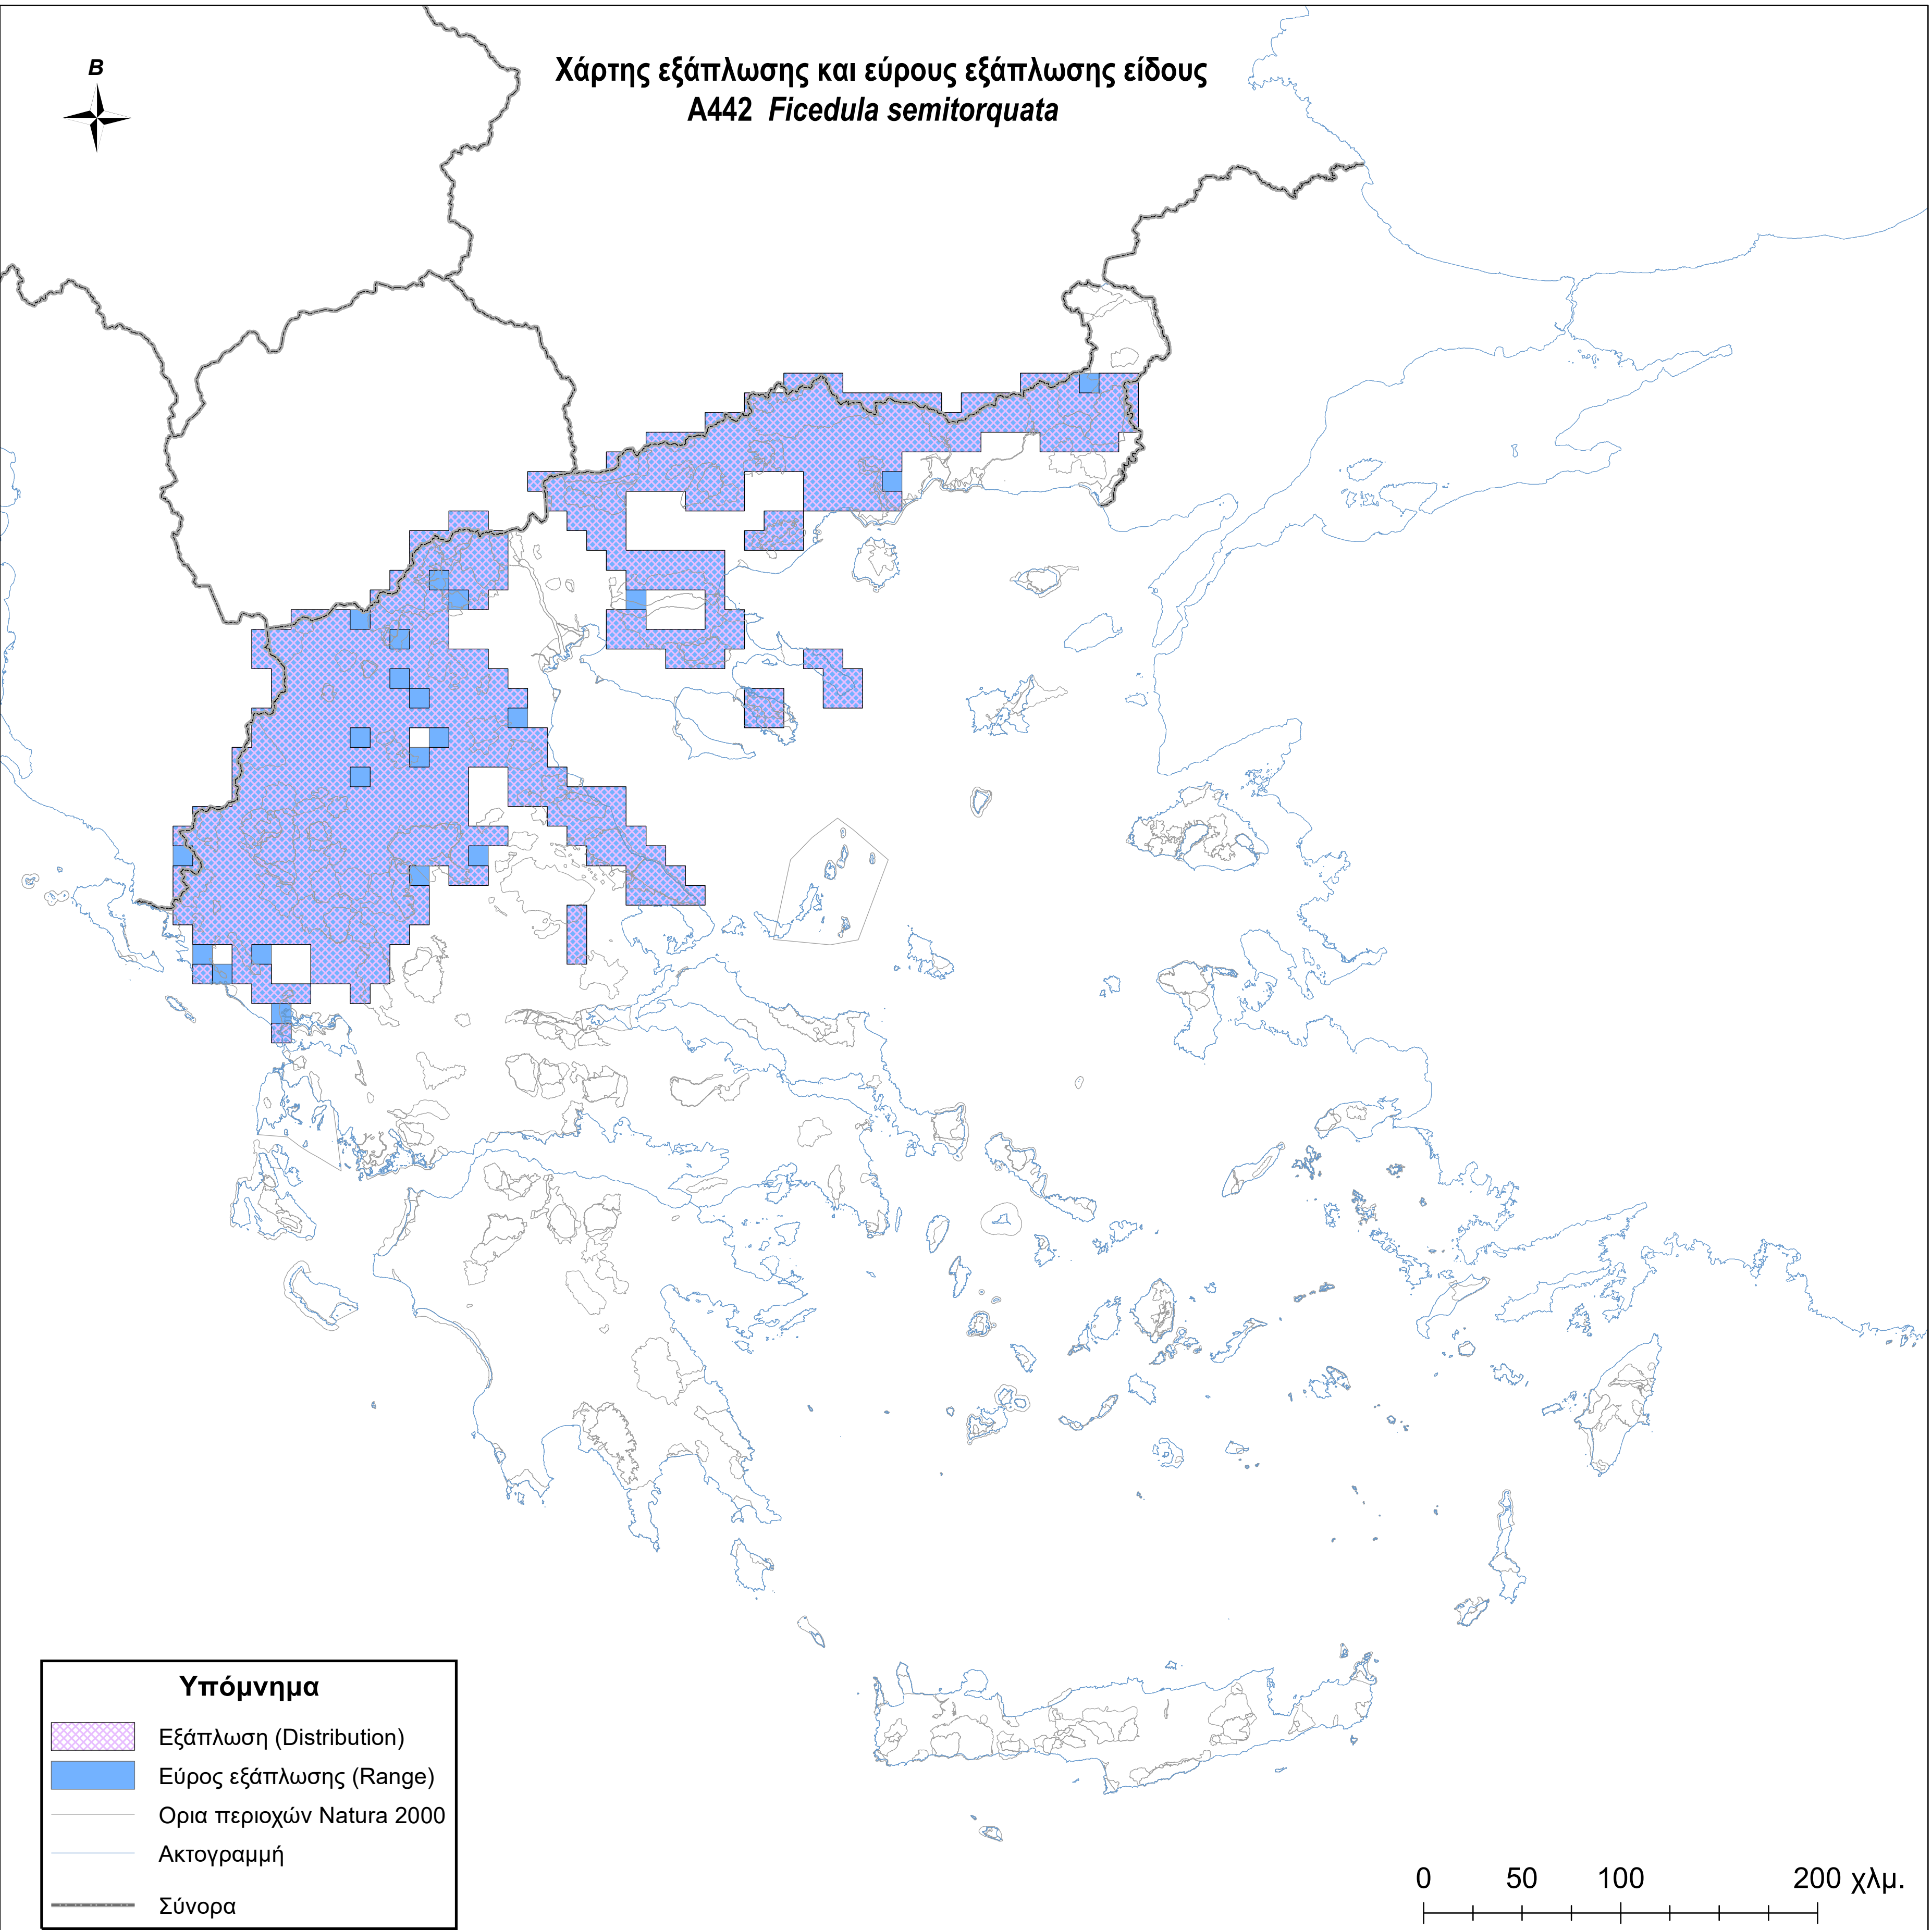 Β
Χάρτης εξάπλωσης και εύρους εξάπλωσης είδους
A442 Ficedula semitorquata
Υπόμνημα
Εξάπλωση (Distribution)
Εύρος εξάπλωσης (Range)
Ορια περιοχών Natura 2000
Ακτογραμμή
Σύνορα
0 50 100 200 χλμ.